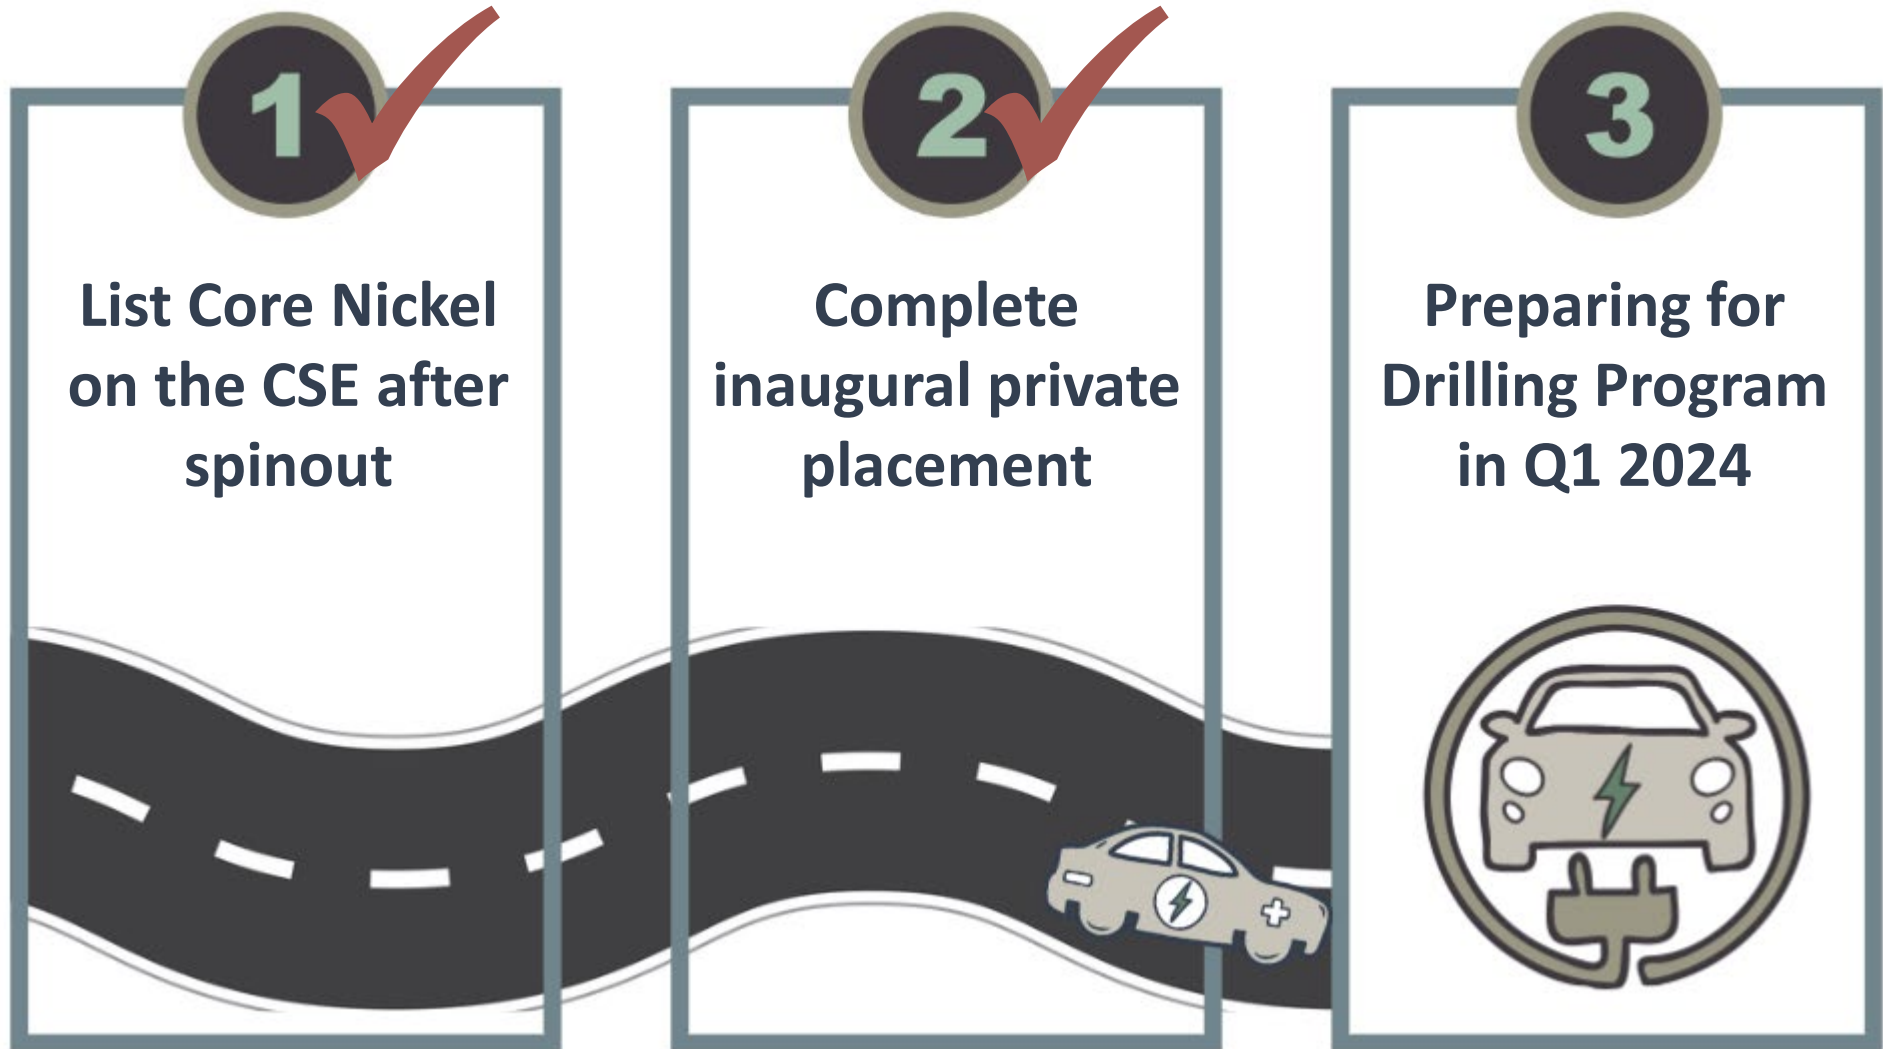 1
List Core Nickel
on the CSE after
spinout
2
Complete
inaugural private
placement
3
Preparing for
Drilling Program
in Q1 2024